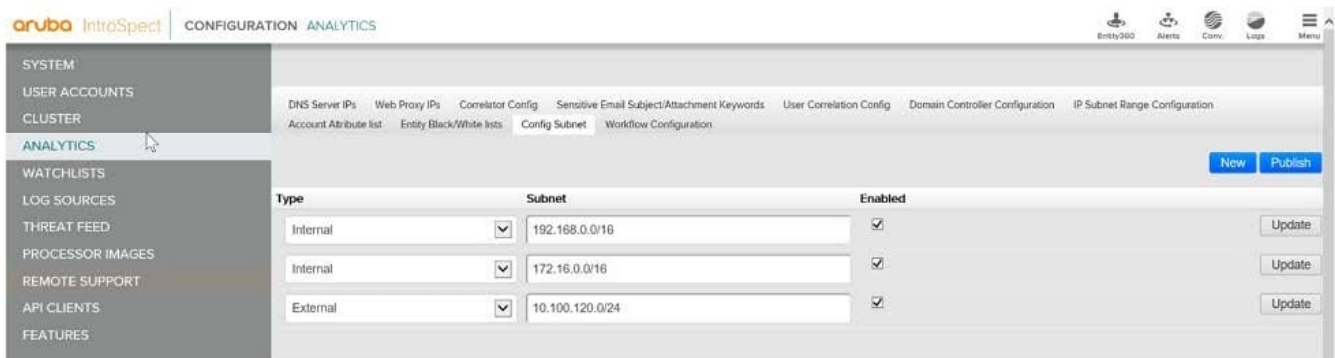 aruba IntroSpect CONFIGURATION ANALYTICS Entity360 Alerts Conv. Logs Menu
SYSTEM
USER ACCOUNTS
CLUSTER
ANALYTICS
WATCHLISTS
LOG SOURCES
THREAT FEED
PROCESSOR IMAGES
REMOTE SUPPORT
API CLIENTS
FEATURES
DNS Server IPs Web Proxy IPs Correlator Config Sensitive Email Subject/Attachment Keywords User Correlation Config Domain Controller Configuration IP Subnet Range Configuration
Account Attribute list Entity Black/White lists Config Subnet Workflow Configuration
New Publish
Type Subnet Enabled
Internal 192.168.0.0/16 Update
Internal 172.16.0.0/16 Update
External 10.100.120.0/24 Update